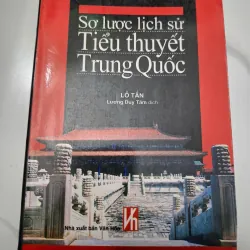 Sơ lược lịch sử
Tiểu thuyết
Trung Quốc
LỖ TẤN
Lương Duy Tâm dịch
Nhà xuất bản Văn Hóa